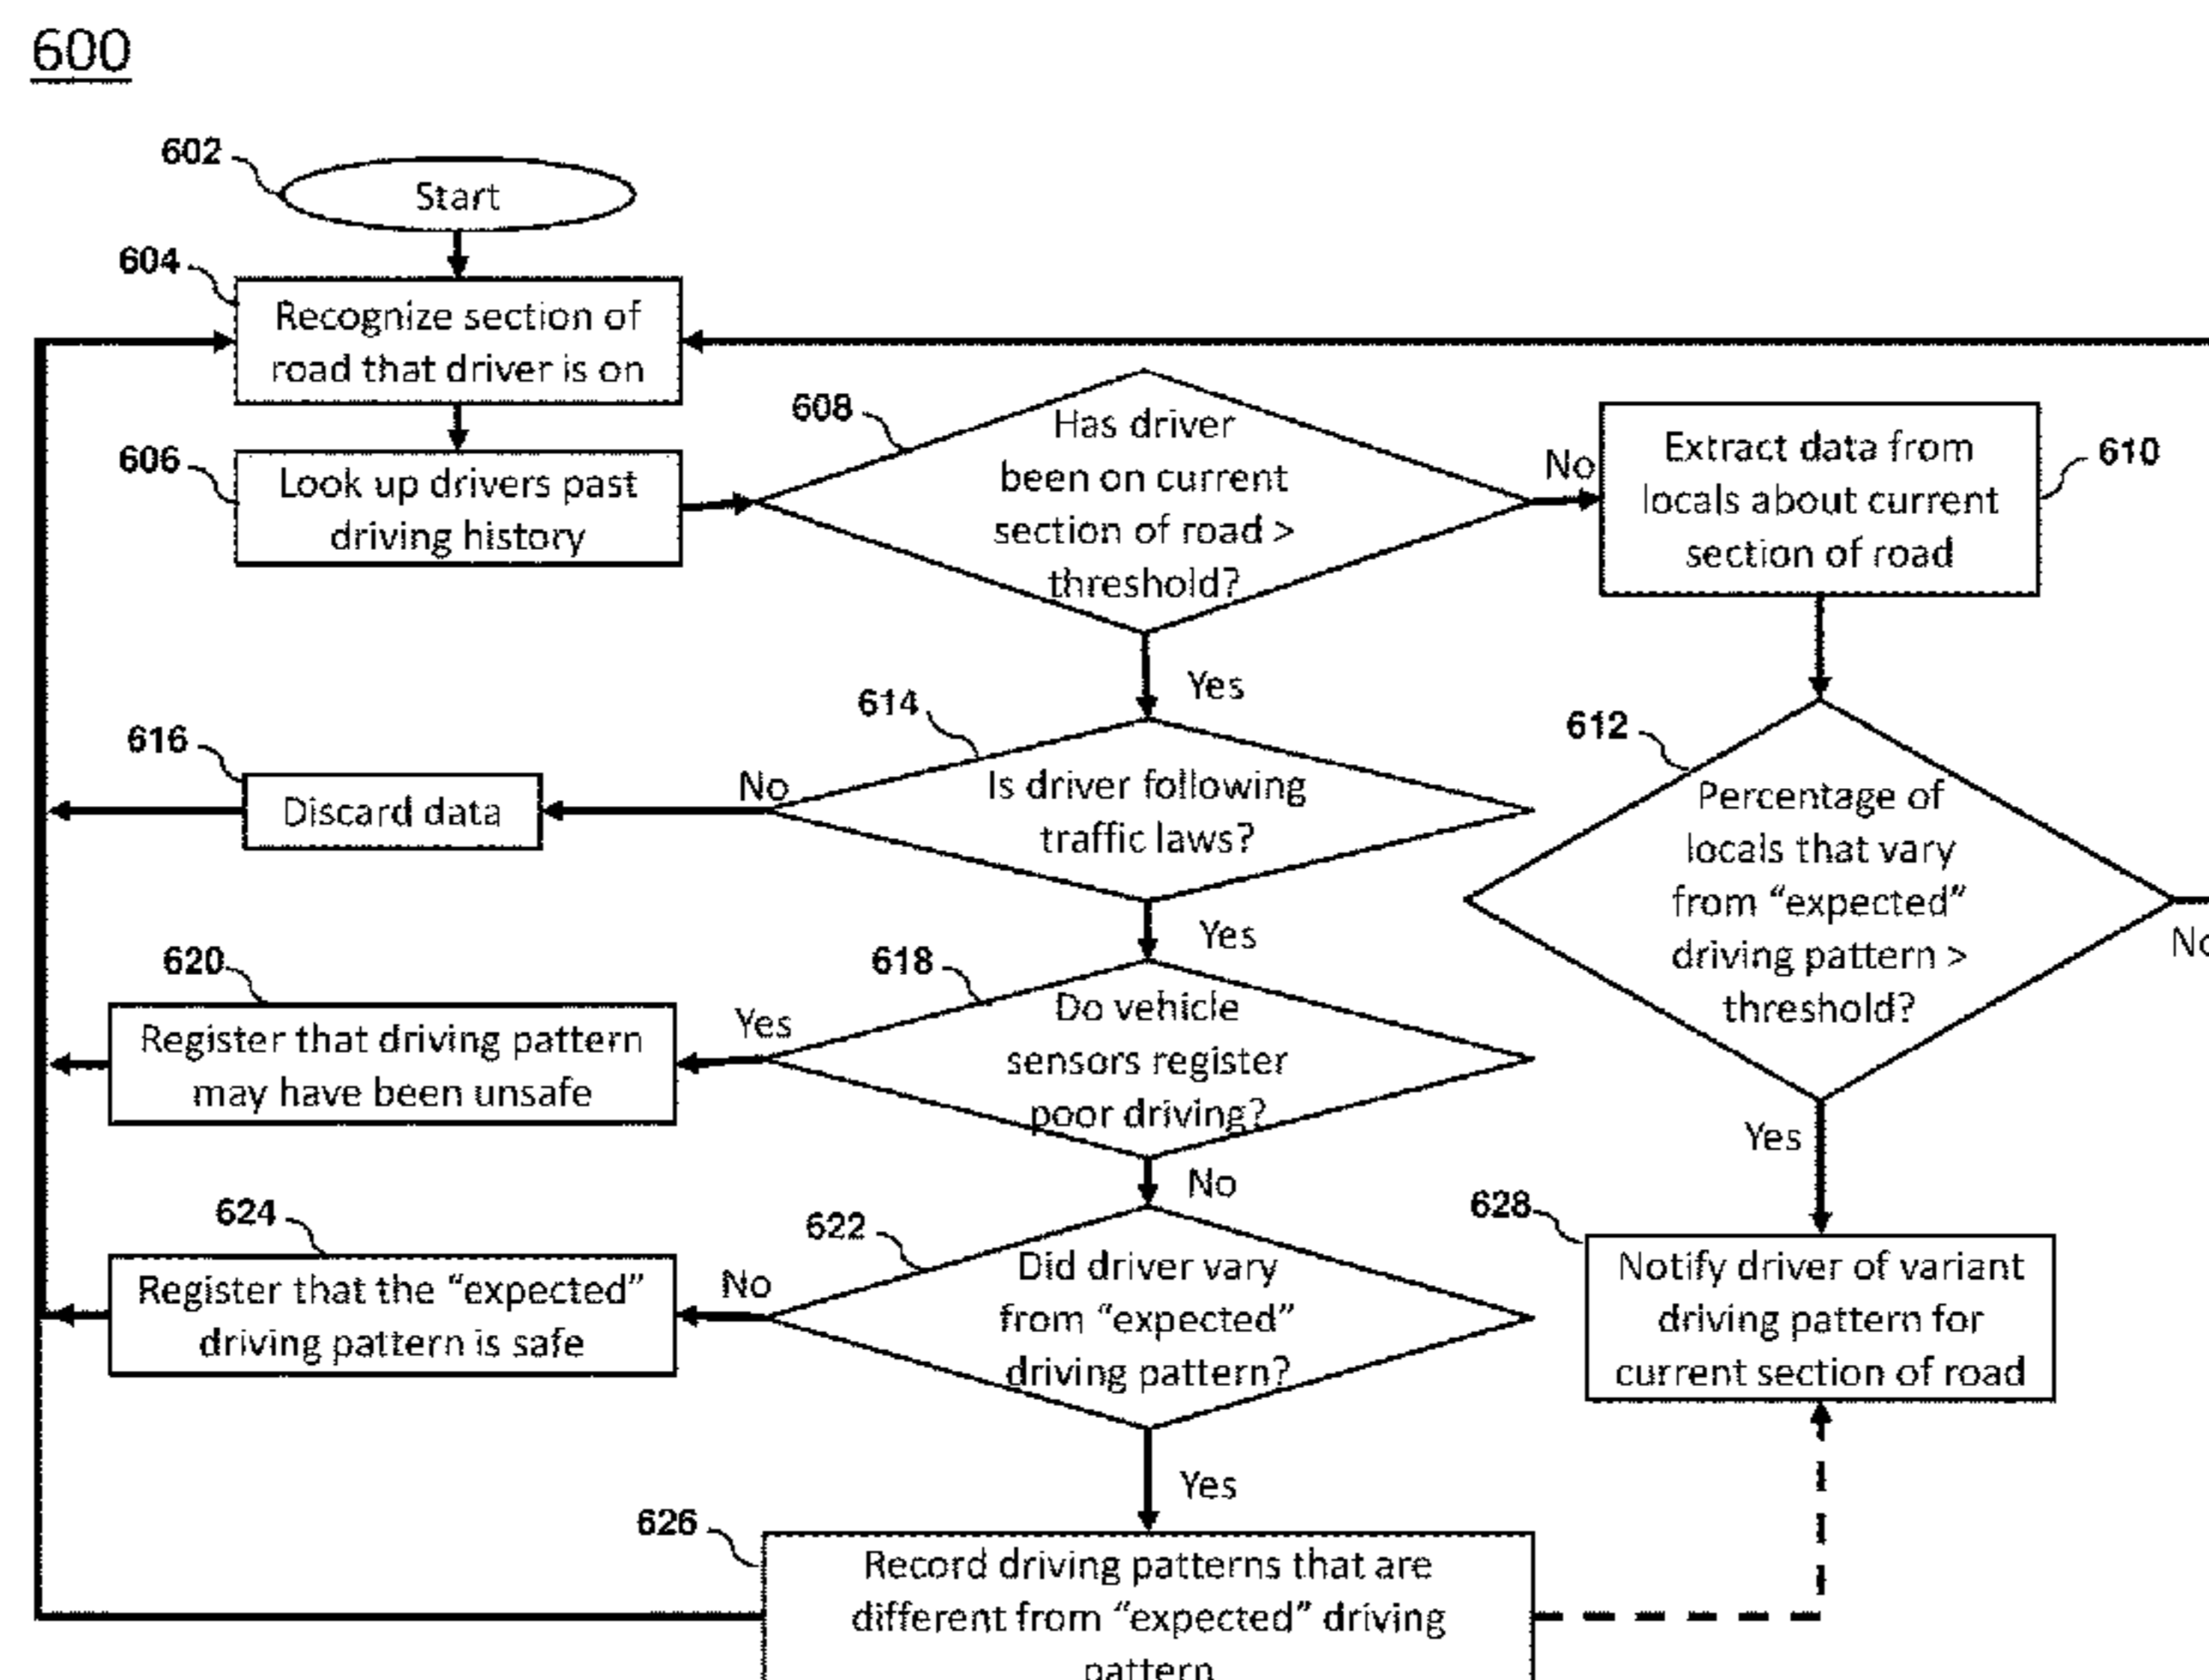 600
602
Start
604
Recognize section of
road that driver is on
606
Look up drivers past
driving history
608
Has driver
been on current
section of road >
threshold?
No
Extract data from
locals about current
section of road
610
Yes
614
Is driver following
traffic laws?
No
616
Discard data
612
Percentage of
locals that vary
from “expected”
driving pattern >
threshold?
Yes
618
Do vehicle
sensors register
poor driving?
Yes
620
Register that driving pattern
may have been unsafe
No
622
Did driver vary
from “expected”
driving pattern?
No
624
Register that the “expected”
driving pattern is safe
Yes
628
Notify driver of variant
driving pattern for
current section of road
Yes
626
Record driving patterns that are
different from “expected” driving
pattern